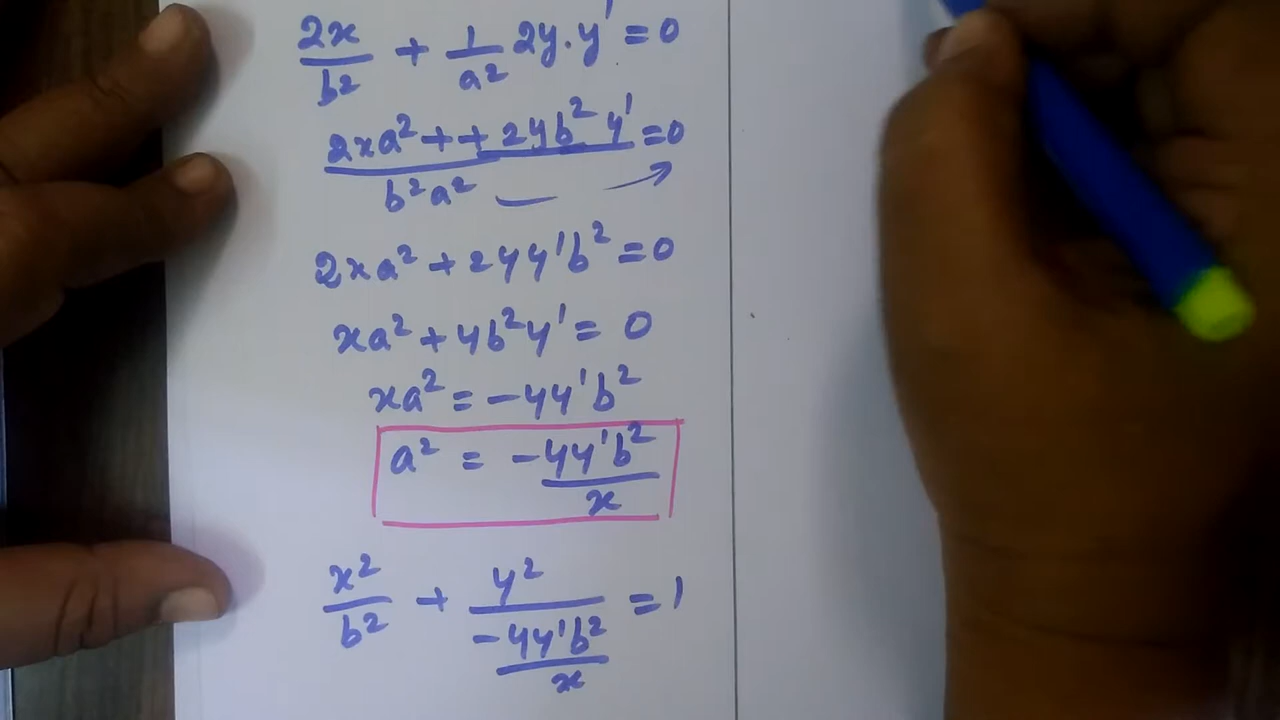 2x/b² + 1/a² 2y.y' = 0
2xa² + + 2yb² y' / b²a² = 0
2xa² + 2yy'b² = 0
xa² + yb²y' = 0
xa² = -yy'b²
a² = -yy'b²/x
x²/b² + y²/(-yy'b²/x) = 1